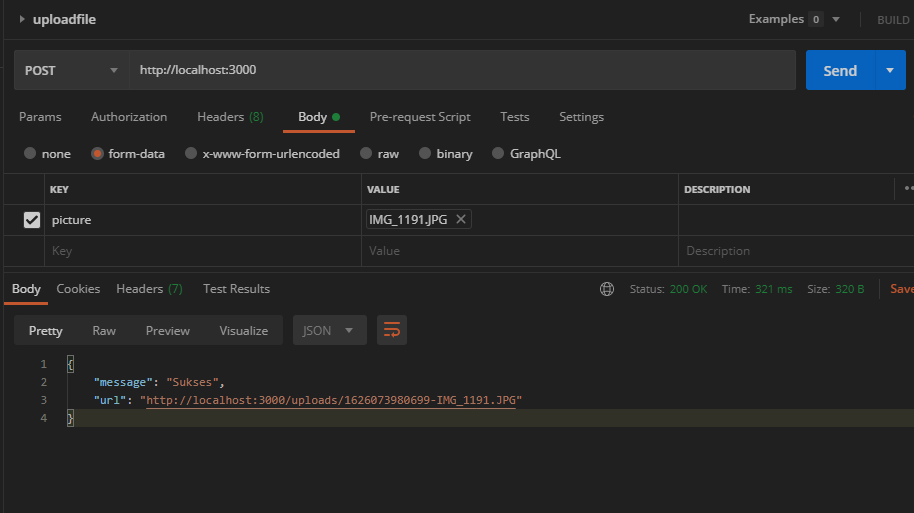 uploadfile Examples 0 BUILD
POST http://localhost:3000 Send
Params Authorization Headers (8) Body Pre-request Script Tests Settings
none form-data x-www-form-urlencoded raw binary GraphQL
KEY VALUE DESCRIPTION
picture IMG_1191.JPG
Key Value Description
Body Cookies Headers (7) Test Results Status: 200 OK Time: 321 ms Size: 320 B Save
Pretty Raw Preview Visualize JSON
1 {
2 "message": "Sukses",
3 "url": "http://localhost:3000/uploads/1626073980699-IMG_1191.JPG"
4 }